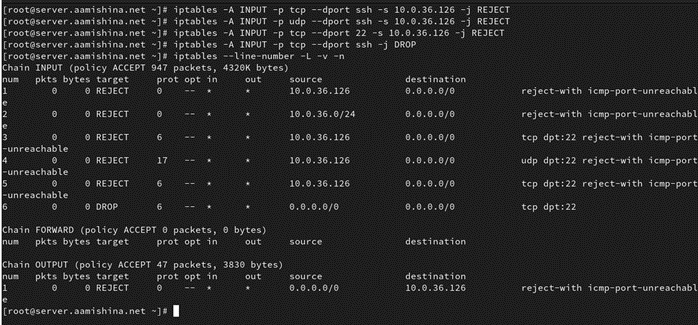 [root@server.aamishina.net ~]# iptables -A INPUT -p tcp --dport ssh -s 10.0.36.126 -j REJECT
[root@server.aamishina.net ~]# iptables -A INPUT -p udp --dport ssh -s 10.0.36.126 -j REJECT
[root@server.aamishina.net ~]# iptables -A INPUT -p tcp --dport 22 -s 10.0.36.126 -j REJECT
[root@server.aamishina.net ~]# iptables -A INPUT -p tcp --dport ssh -j DROP
[root@server.aamishina.net ~]# iptables --line-number -L -v -n
Chain INPUT (policy ACCEPT 947 packets, 4320K bytes)
num   pkts bytes target     prot opt in     out     source               destination
1        0     0 REJECT     0    --  *      *       10.0.36.126          0.0.0.0/0            reject-with icmp-port-unreachabl
e
2        0     0 REJECT     0    --  *      *       10.0.36.0/24         0.0.0.0/0            reject-with icmp-port-unreachabl
e
3        0     0 REJECT     6    --  *      *       10.0.36.126          0.0.0.0/0            tcp dpt:22 reject-with icmp-port
-unreachable
4        0     0 REJECT     17   --  *      *       10.0.36.126          0.0.0.0/0            udp dpt:22 reject-with icmp-port
-unreachable
5        0     0 REJECT     6    --  *      *       10.0.36.126          0.0.0.0/0            tcp dpt:22 reject-with icmp-port
-unreachable
6        0     0 DROP       6    --  *      *       0.0.0.0/0            0.0.0.0/0            tcp dpt:22
Chain FORWARD (policy ACCEPT 0 packets, 0 bytes)
num   pkts bytes target     prot opt in     out     source               destination
Chain OUTPUT (policy ACCEPT 47 packets, 3830 bytes)
num   pkts bytes target     prot opt in     out     source               destination
1        0     0 REJECT     0    --  *      *       0.0.0.0/0            10.0.36.126          reject-with icmp-port-unreachabl
e
[root@server.aamishina.net ~]#